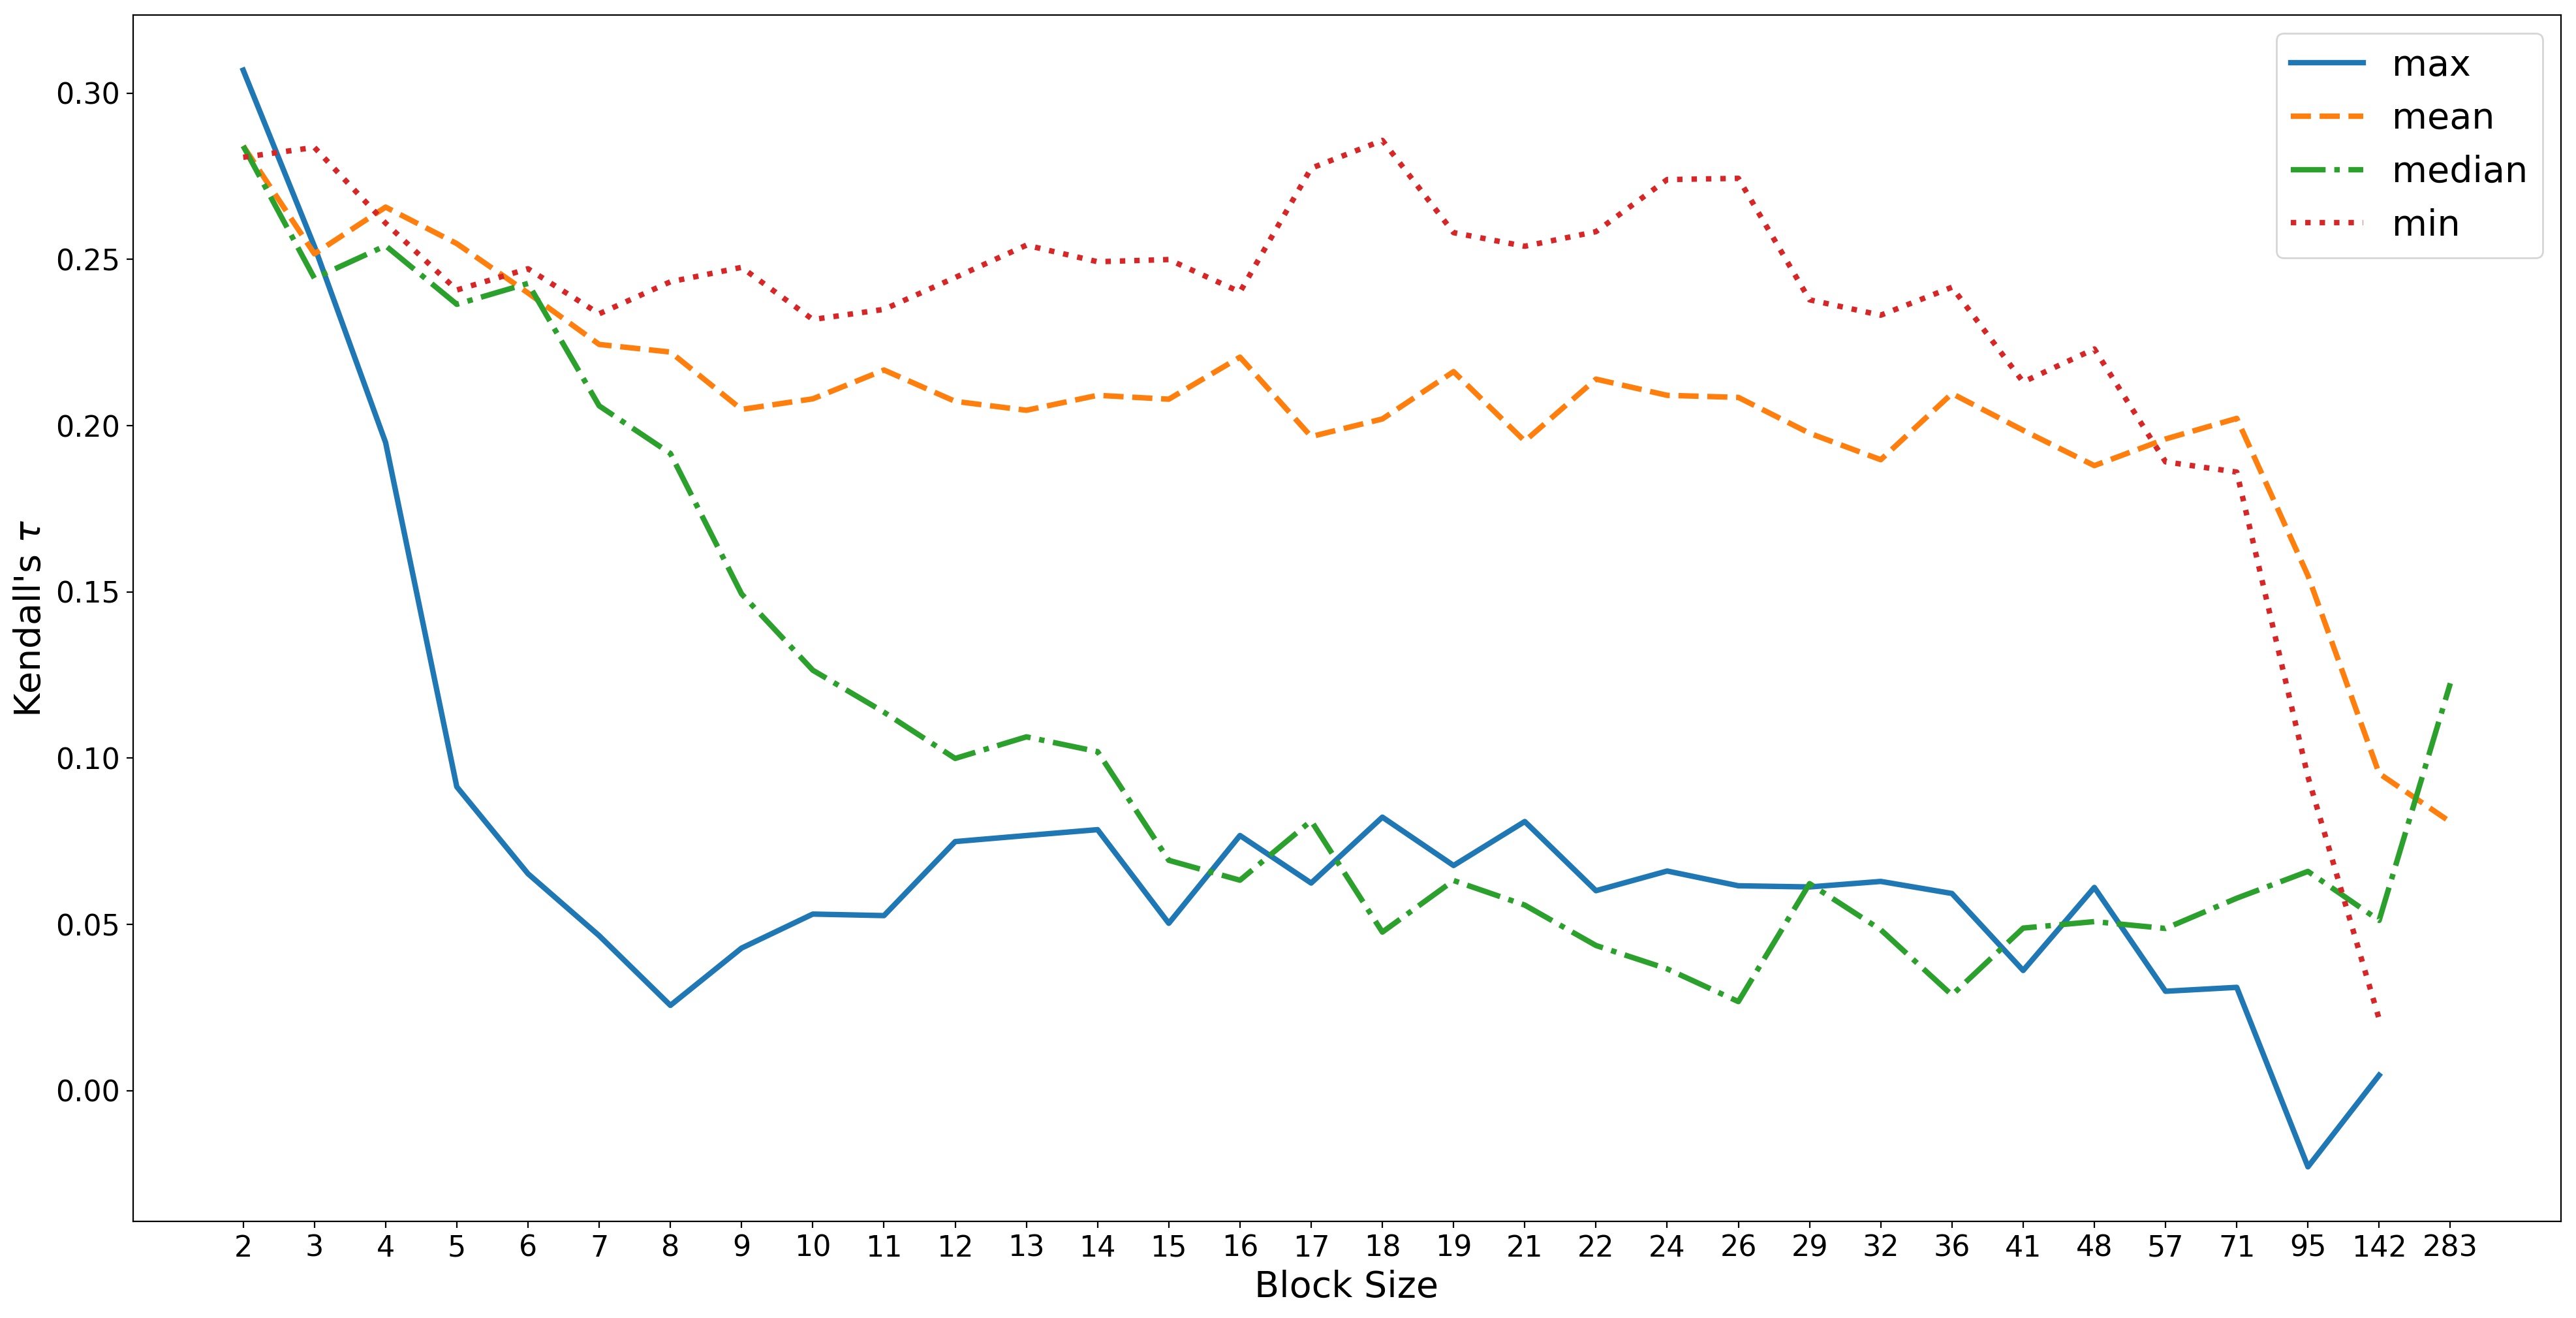 max
mean
median
min
0.30
0.25
0.20
0.15
0.10
0.05
0.00
Kendall's τ
2 3 4 5 6 7 8 9 10 11 12 13 14 15 16 17 18 19 21 22 24 26 29 32 36 41 48 57 71 95 142 283
Block Size